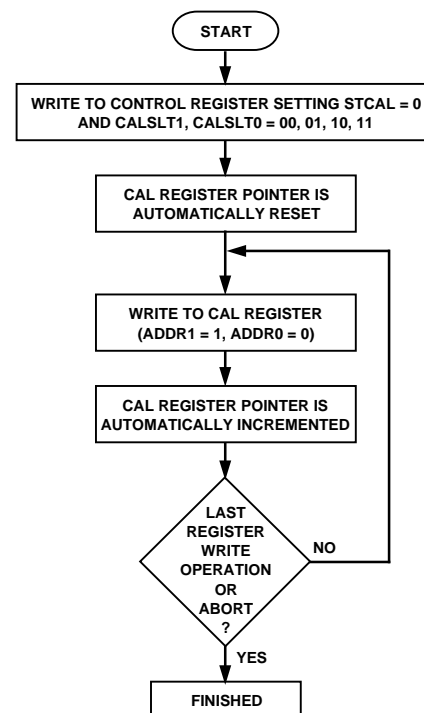 START
WRITE TO CONTROL REGISTER SETTING STCAL = 0
AND CALSLT1, CALSLT0 = 00, 01, 10, 11
CAL REGISTER POINTER IS
AUTOMATICALLY RESET
WRITE TO CAL REGISTER
(ADDR1 = 1, ADDR0 = 0)
CAL REGISTER POINTER IS
AUTOMATICALLY INCREMENTED
LAST
REGISTER
WRITE
OPERATION
OR
ABORT
?
NO
YES
FINISHED